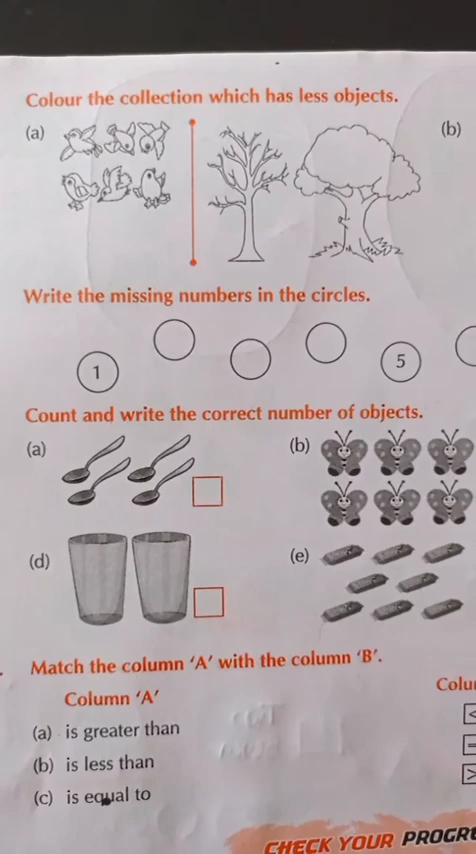 Colour the collection which has less objects.
(a) (b)
Write the missing numbers in the circles.
1 5
Count and write the correct number of objects.
(a) (b)
(d) (e)
Match the column ‘A’ with the column ‘B’.
Column ‘A’
(a) is greater than <
(b) is less than =
(c) is equal to >
CHECK YOUR